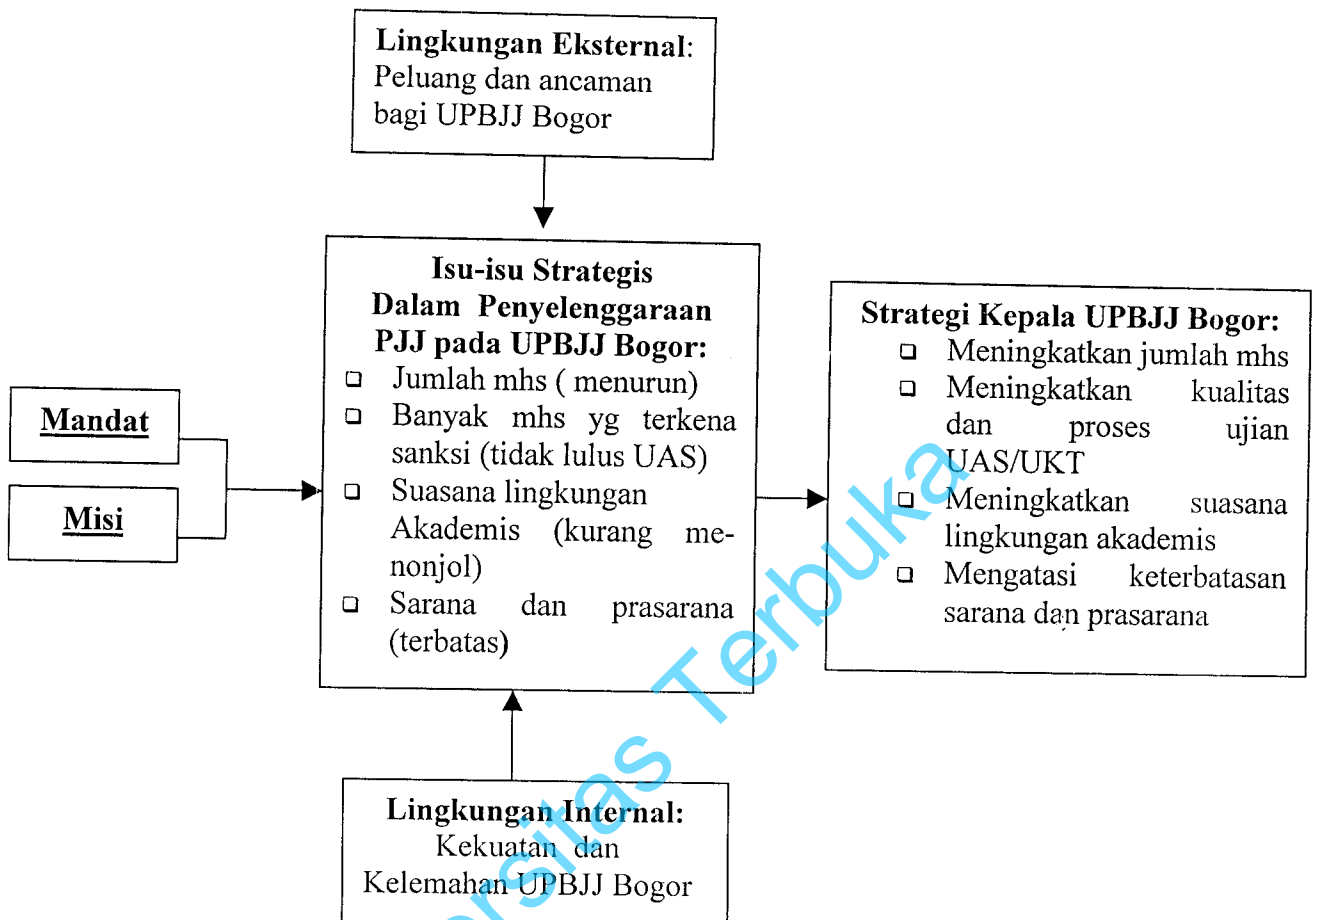 Lingkungan Eksternal:
Peluang dan ancaman
bagi UPBJJ Bogor
Isu-isu Strategis
Dalam Penyelenggaraan
PJJ pada UPBJJ Bogor:
❑ Jumlah mhs ( menurun)
❑ Banyak mhs yg terkena
sanksi (tidak lulus UAS)
❑ Suasana lingkungan
Akademis (kurang me-
nonjol)
❑ Sarana dan prasarana
(terbatas)
Mandat
Misi
Strategi Kepala UPBJJ Bogor:
❑ Meningkatkan jumlah mhs
❑ Meningkatkan kualitas
dan proses ujian
UAS/UKT
❑ Meningkatkan suasana
lingkungan akademis
❑ Mengatasi keterbatasan
sarana dan prasarana
Lingkungan Internal:
Kekuatan dan
Kelemahan UPBJJ Bogor
ersitas Terbuka